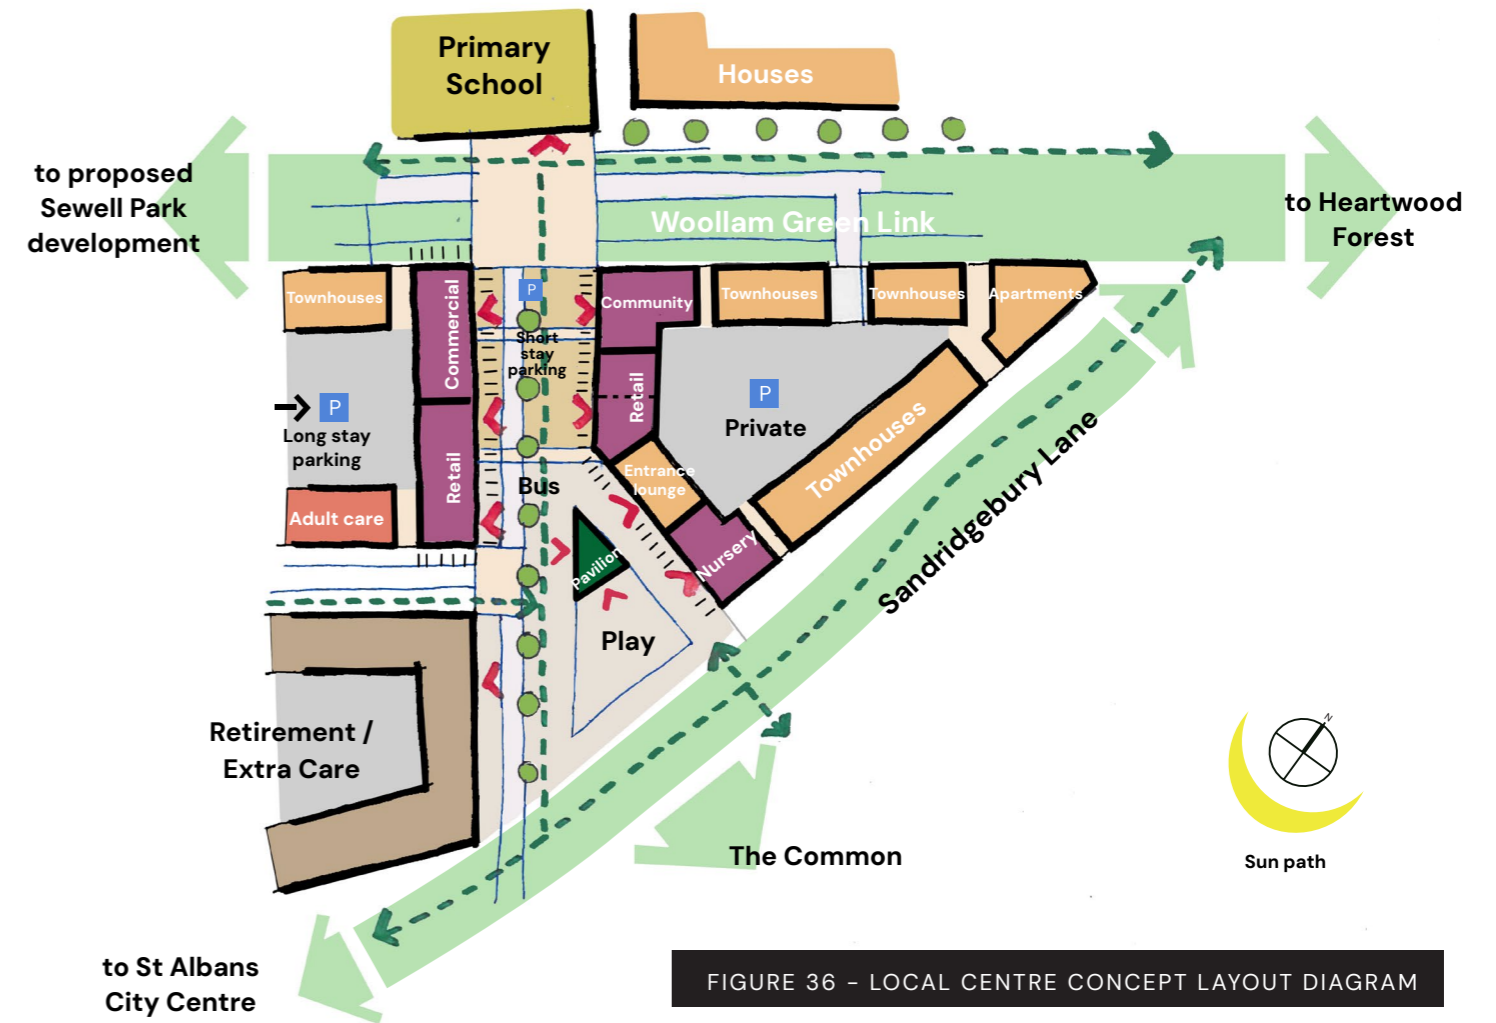 Primary
School
Houses
to proposed
Sewell Park
development
Woollam Green Link
to Heartwood
Forest
Townhouses
Commercial
P
Community
Townhouses
Townhouses
Apartments
Short
stay
parking
P
Long stay
parking
Retail
P
Private
Townhouses
Retail
Entrance
lounge
Bus
Adult care
Nursery
Pavilion
Sandridgebury Lane
Play
Retirement /
Extra Care
N
Sun path
The Common
to St Albans
City Centre
FIGURE 36 - LOCAL CENTRE CONCEPT LAYOUT DIAGRAM